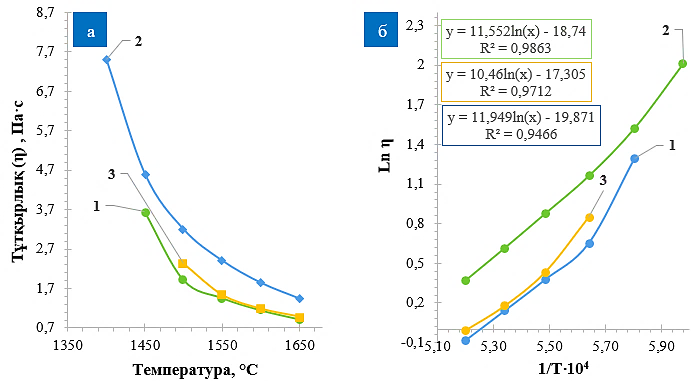 а
8,7
7,7
6,7
5,7
4,7
3,7
2,7
1,7
0,7
1350
1450
1550
1650
Тұтқырлық (η) , Па·с
Температура, °C
2
3
1
б
2,3
2
1,7
1,4
1,1
0,8
0,5
0,2
-0,1
5,10
5,30
5,50
5,70
5,90
Ln η
1/T·10⁴
y = 11,552ln(x) - 18,74
R² = 0,9863
y = 10,46ln(x) - 17,305
R² = 0,9712
y = 11,949ln(x) - 19,871
R² = 0,9466
2
1
3